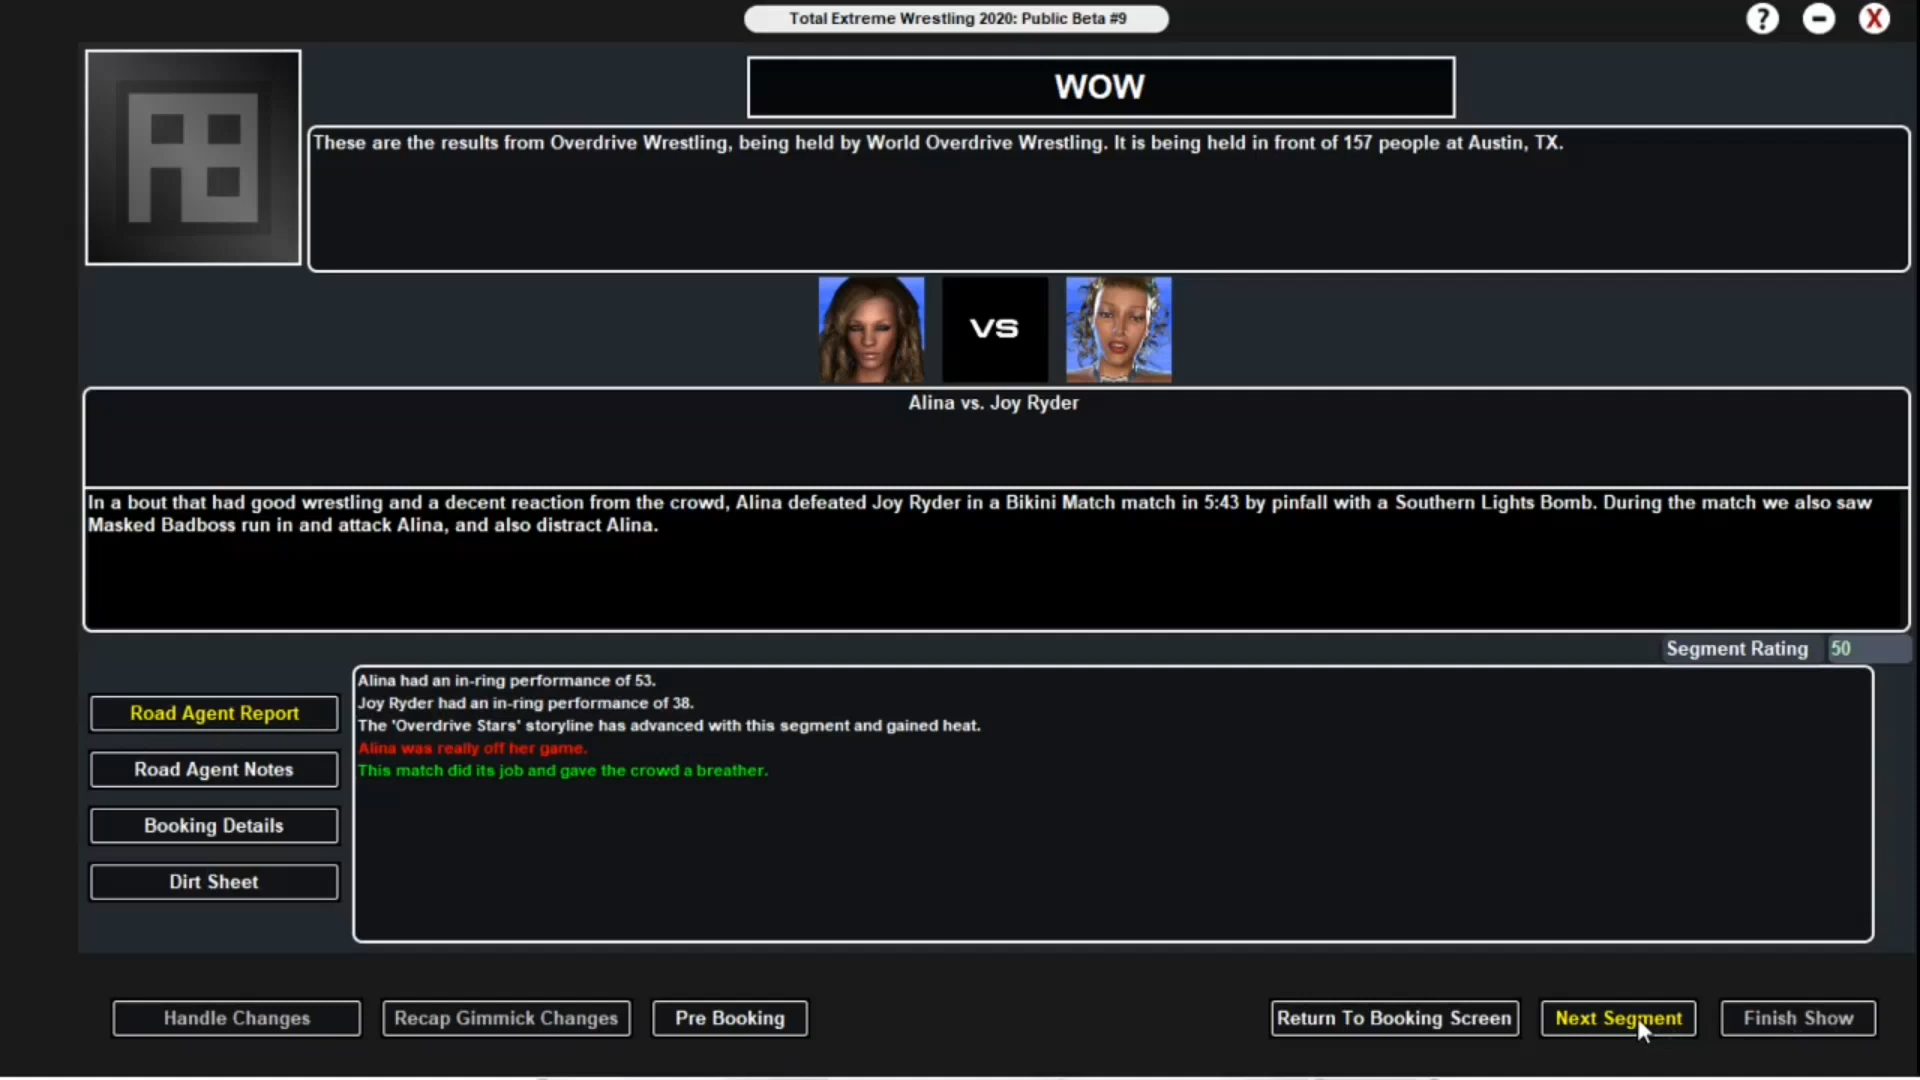 Total Extreme Wrestling 2020: Public Beta #9
?
X
WOW
These are the results from Overdrive Wrestling, being held by World Overdrive Wrestling. It is being held in front of 157 people at Austin, TX.
VS
Alina vs. Joy Ryder
In a bout that had good wrestling and a decent reaction from the crowd, Alina defeated Joy Ryder in a Bikini Match match in 5:43 by pinfall with a Southern Lights Bomb. During the match we also saw
Masked Badboss run in and attack Alina, and also distract Alina.
Segment Rating 50
Alina had an in-ring performance of 53.
Joy Ryder had an in-ring performance of 38.
The 'Overdrive Stars' storyline has advanced with this segment and gained heat.
Alina was really off her game.
This match did its job and gave the crowd a breather.
Road Agent Report
Road Agent Notes
Booking Details
Dirt Sheet
Handle Changes
Recap Gimmick Changes
Pre Booking
Return To Booking Screen
Next Segment
Finish Show